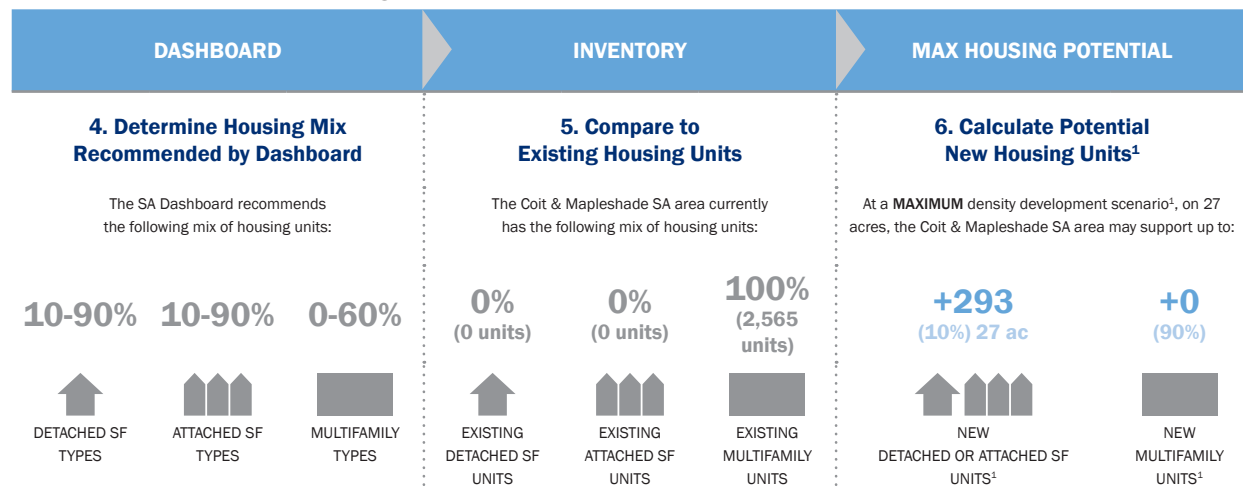 DASHBOARD
INVENTORY
MAX HOUSING POTENTIAL
4. Determine Housing Mix
Recommended by Dashboard
The SA Dashboard recommends
the following mix of housing units:
10-90% 10-90% 0-60%
DETACHED SF
TYPES
ATTACHED SF
TYPES
MULTIFAMILY
TYPES
5. Compare to
Existing Housing Units
The Coit & Mapleshade SA area currently
has the following mix of housing units:
0%
(0 units)
0%
(0 units)
100%
(2,565
units)
EXISTING
DETACHED SF
UNITS
EXISTING
ATTACHED SF
UNITS
EXISTING
MULTIFAMILY
UNITS
6. Calculate Potential
New Housing Units¹
At a MAXIMUM density development scenario¹, on 27
acres, the Coit & Mapleshade SA area may support up to:
+293
(10%) 27 ac
+0
(90%)
NEW
DETACHED OR ATTACHED SF
UNITS¹
NEW
MULTIFAMILY
UNITS¹